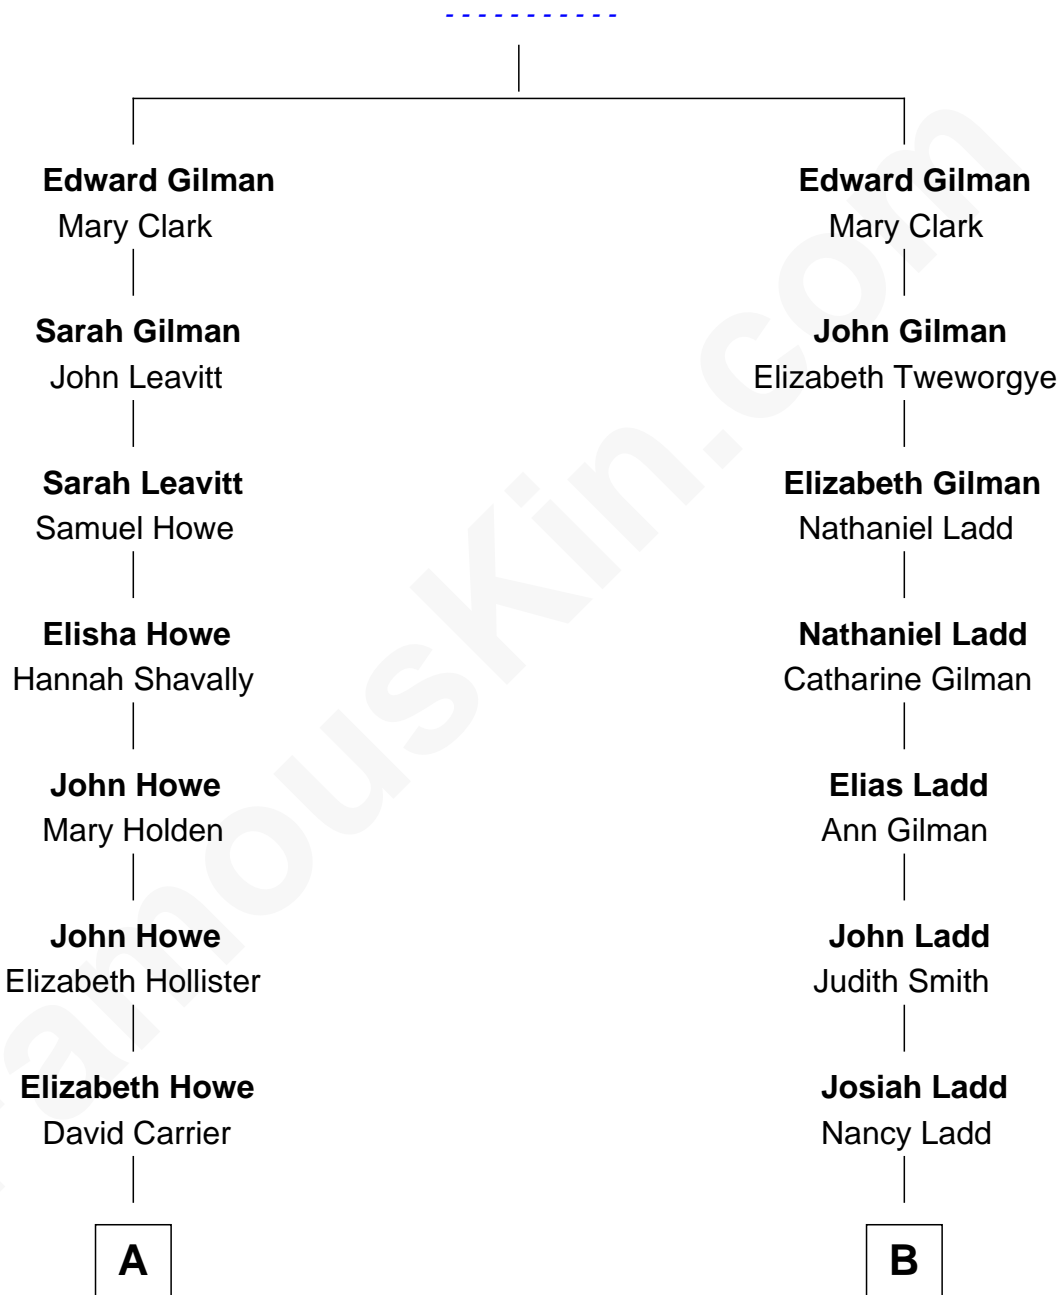 - - - - - - - - - - -
Edward Gilman
Mary Clark
Edward Gilman
Mary Clark
Sarah Gilman
John Leavitt
John Gilman
Elizabeth Tweworgye
Sarah Leavitt
Samuel Howe
Elizabeth Gilman
Nathaniel Ladd
Elisha Howe
Hannah Shavally
Nathaniel Ladd
Catharine Gilman
John Howe
Mary Holden
Elias Ladd
Ann Gilman
John Howe
Elizabeth Hollister
John Ladd
Judith Smith
Elizabeth Howe
David Carrier
Josiah Ladd
Nancy Ladd
A
B
FamousKin.com